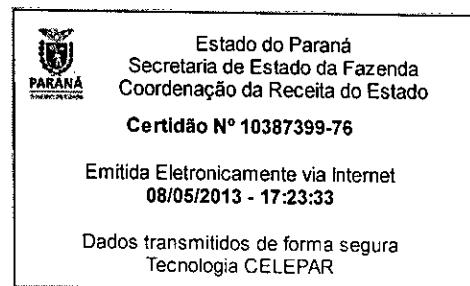 PARANÁ
Estado do Paraná
Secretaria de Estado da Fazenda
Coordenação da Receita do Estado
Certidão Nº 10387399-76
Emitida Eletronicamente via Internet
08/05/2013 - 17:23:33
Dados transmitidos de forma segura
Tecnologia CELEPAR